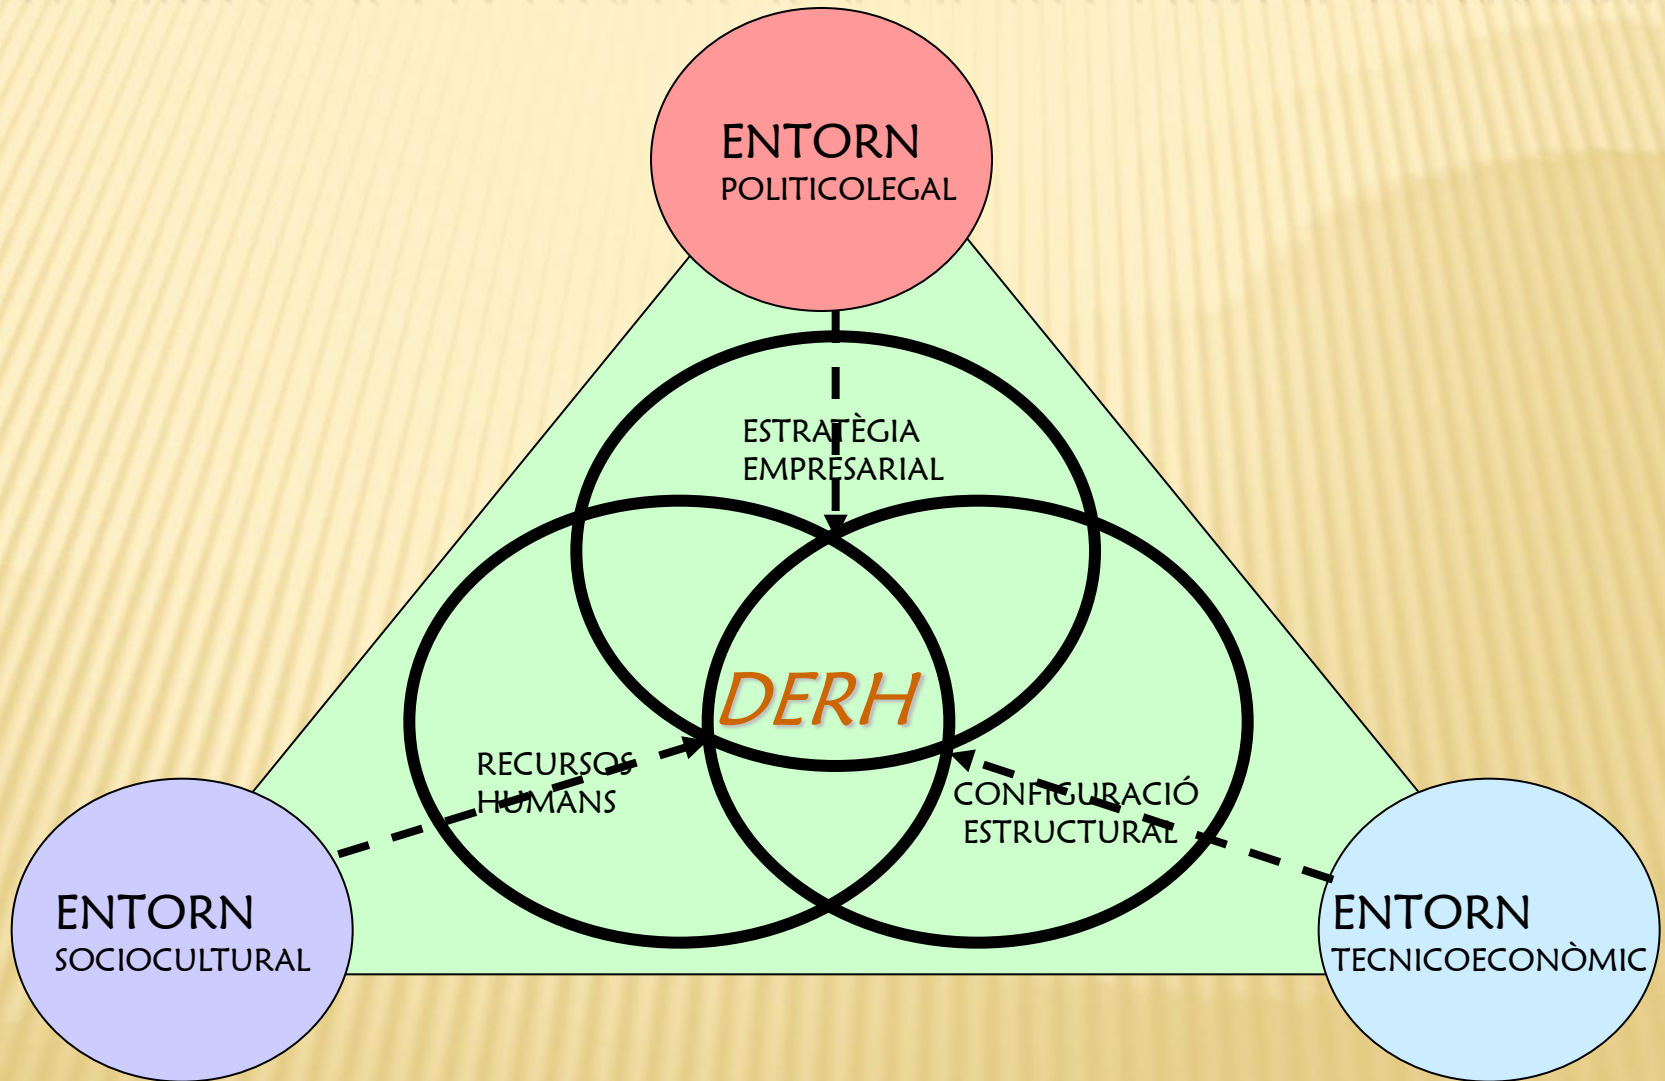 ENTORN
POLITICOLEGAL
ESTRATÈGIA
EMPRESARIAL
DERH
RECURSOS
HUMANS
CONFIGURACIÓ
ESTRUCTURAL
ENTORN
SOCIOCULTURAL
ENTORN
TECNICOECONÒMIC